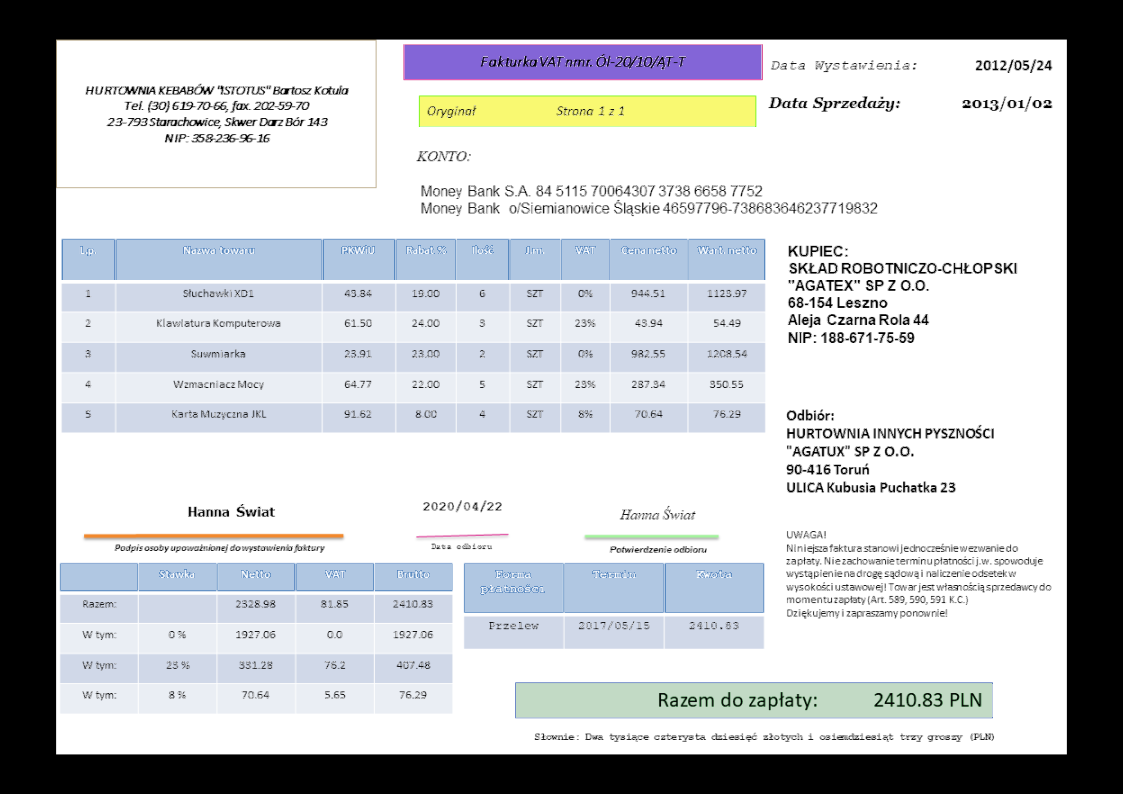 HURTOWNIA KEBABÓW "ISTOTUS" Bartosz Kotula
Tel. (30) 619-70-66, fax. 202-59-70
23-793 Starachowice, Skwer Darz Bór 143
NIP: 358-236-96-16
Fakturka VAT nmr. Ól-20/10/ĄT-T
Oryginał Strona 1 z 1
Data Wystawienia: 2012/05/24
Data Sprzedaży: 2013/01/02
KONTO:
Money Bank S.A. 84 5115 70064307 3738 6658 7752
Money Bank o/Siemianowice Śląskie 46597796-738683646237719832
Lp. Nazwa towaru PKWiU Rabat % Ilość Jm. VAT Cena netto Wart. netto
1 Słuchawki XD1 43.84 19.00 6 SZT 0% 944.51 1123.97
2 Klawiatura Komputerowa 61.50 24.00 3 SZT 23% 43.94 54.49
3 Suwmiarka 23.91 23.00 2 SZT 0% 982.55 1208.54
4 Wzmacniacz Mocy 64.77 22.00 5 SZT 23% 287.34 350.55
5 Karta Muzyczna JKL 91.62 8.00 4 SZT 8% 70.64 76.29
KUPIEC:
SKŁAD ROBOTNICZO-CHŁOPSKI
"AGATEX" SP Z O.O.
68-154 Leszno
Aleja Czarna Rola 44
NIP: 188-671-75-59
Odbiór:
HURTOWNIA INNYCH PYSZNOŚCI
"AGATUX" SP Z O.O.
90-416 Toruń
ULICA Kubusia Puchatka 23
Hanna Świat
Podpis osoby upoważnionej do wystawienia faktury
2020/04/22
Data odbioru
Hanna Świat
Potwierdzenie odbioru
UWAGA!
Niniejsza faktura stanowi jednocześnie wezwanie do
zapłaty. Nie zachowanie terminu płatności j.w. spowoduje
wystąpienie na drogę sądową i naliczenie odsetek w
wysokości ustawowej! Towar jest własnością sprzedawcy do
momentu zapłaty (Art. 589, 590, 591 K.C.)
Dziękujemy i zapraszamy ponownie!
Stawka Netto VAT Brutto
Razem: 2328.98 81.85 2410.83
W tym: 0 % 1927.06 0.0 1927.06
W tym: 23 % 331.28 76.2 407.48
W tym: 8 % 70.64 5.65 76.29
Forma płatności. Termin Kwota
Przelew 2017/05/15 2410.83
Razem do zapłaty: 2410.83 PLN
Słownie: Dwa tysiące czterysta dziesięć złotych i osiemdziesiąt trzy groszy (PLN)